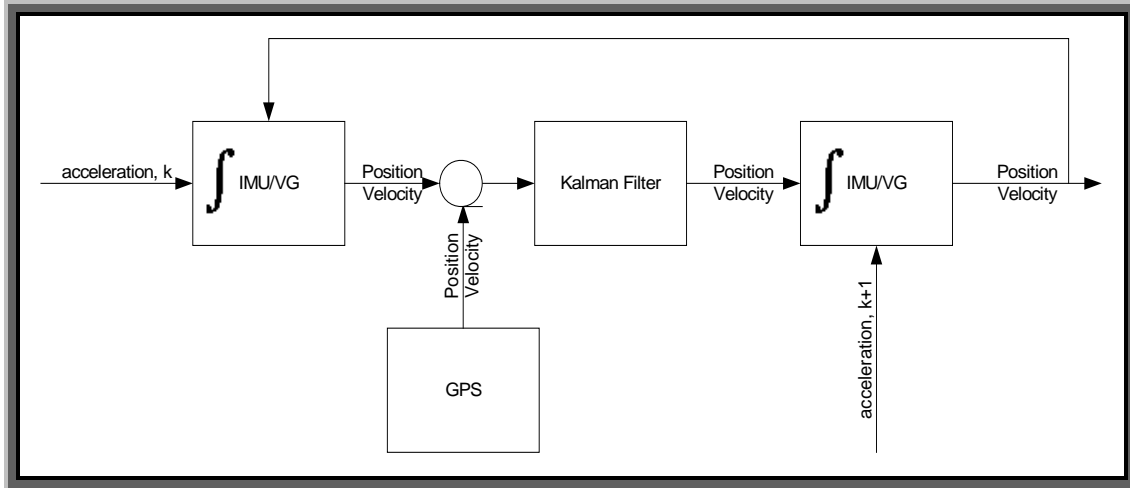 acceleration, k
∫ IMU/VG
Position
Velocity
Position
Velocity
GPS
Kalman Filter
Position
Velocity
∫ IMU/VG
acceleration, k+1
Position
Velocity